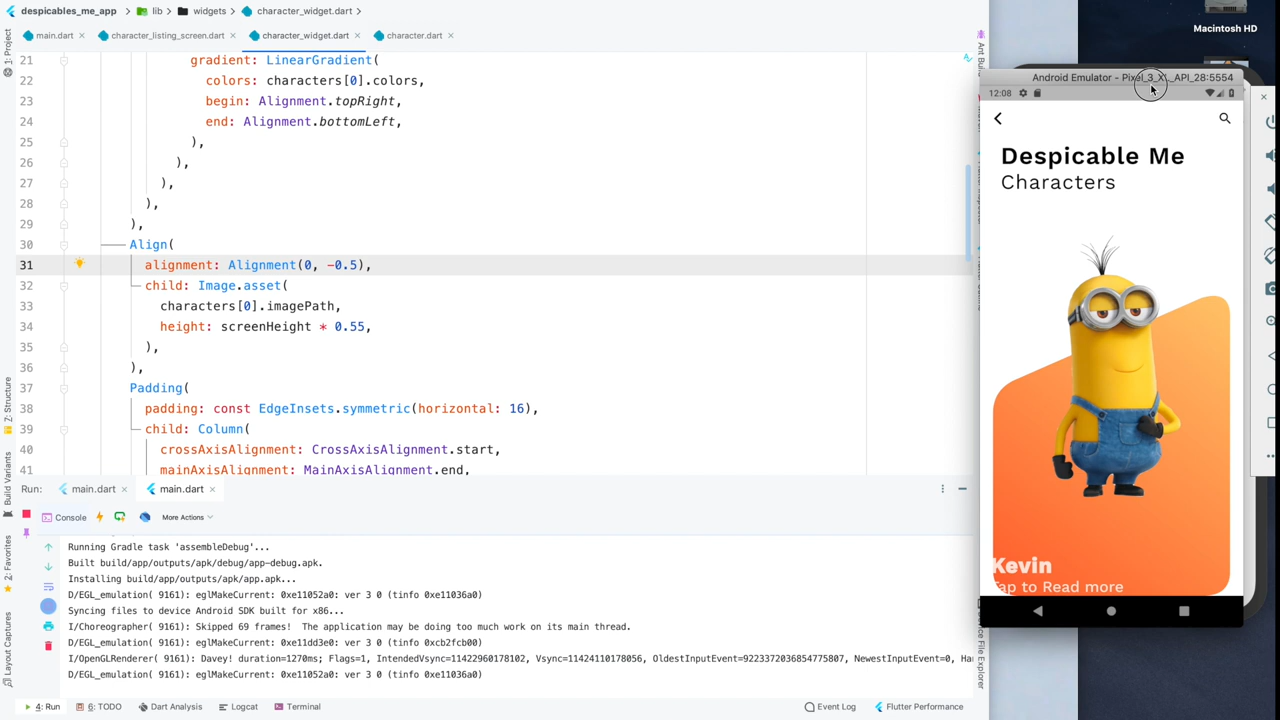 despicables_me_app lib widgets character_widget.dart
main.dart character_listing_screen.dart character_widget.dart character.dart
Macintosh HD
1: Project
Ant Build
21 gradient: LinearGradient(
22 colors: characters[0].colors,
23 begin: Alignment.topRight,
24 end: Alignment.bottomLeft,
25 ),
26 ),
27 ),
28 ),
29 ),
30 Align(
31 alignment: Alignment(0, -0.5),
32 child: Image.asset(
33 characters[0].imagePath,
34 height: screenHeight * 0.55,
35 ),
36 ),
37 Padding(
38 padding: const EdgeInsets.symmetric(horizontal: 16),
39 child: Column(
40 crossAxisAlignment: CrossAxisAlignment.start,
41 mainAxisAlignment: MainAxisAlignment.end,
Android Emulator - Pixel_3_XL_API_28:5554
12:08
Despicable Me
Characters
Kevin
Tap to Read more
Z: Structure
Build Variants
2: Favorites
Layout Captures
Device File Explorer
Run: main.dart main.dart
Console More Actions
Running Gradle task 'assembleDebug'...
Built build/app/outputs/apk/debug/app-debug.apk.
Installing build/app/outputs/apk/app.apk...
D/EGL_emulation( 9161): eglMakeCurrent: 0xe11052a0: ver 3 0 (tinfo 0xe11036a0)
Syncing files to device Android SDK built for x86...
I/Choreographer( 9161): Skipped 69 frames!  The application may be doing too much work on its main thread.
D/EGL_emulation( 9161): eglMakeCurrent: 0xe11dd3e0: ver 3 0 (tinfo 0xcb2fcb00)
I/OpenGLRenderer( 9161): Davey! duration=1270ms; Flags=1, IntendedVsync=11422960178102, Vsync=11424110178056, OldestInputEvent=9223372036854775807, NewestInputEvent=0, Ha
D/EGL_emulation( 9161): eglMakeCurrent: 0xe11052a0: ver 3 0 (tinfo 0xe11036a0)
4: Run 6: TODO Dart Analysis Logcat Terminal Event Log Flutter Performance